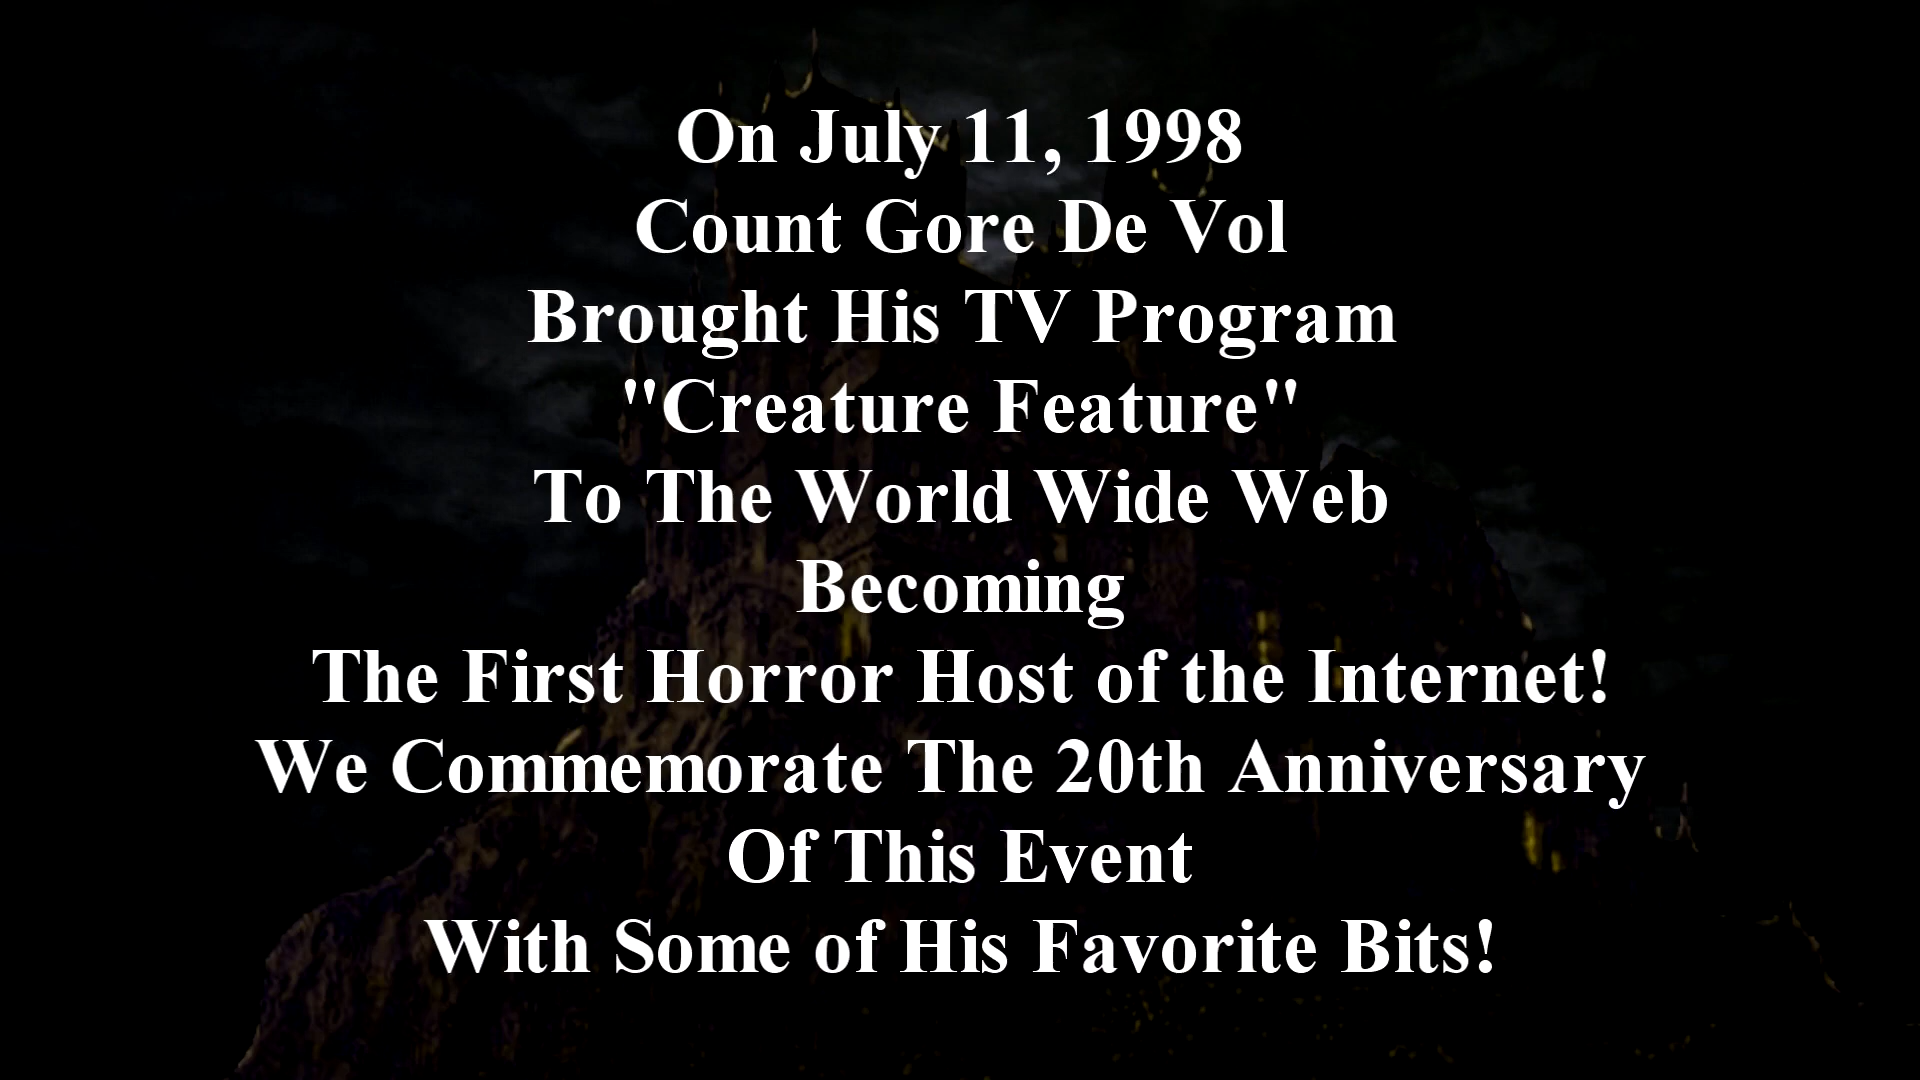 On July 11, 1998
Count Gore De Vol
Brought His TV Program
"Creature Feature"
To The World Wide Web
Becoming
The First Horror Host of the Internet!
We Commemorate The 20th Anniversary
Of This Event
With Some of His Favorite Bits!